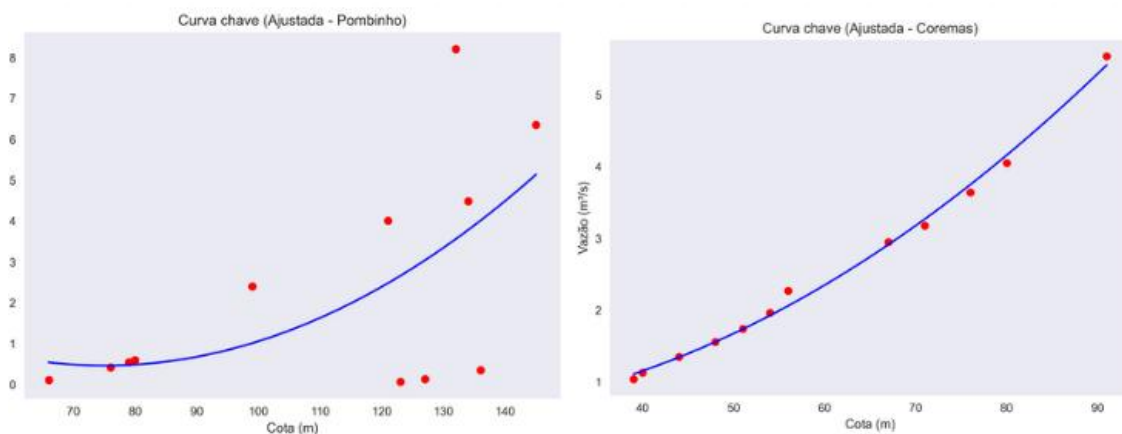 Curva chave (Ajustada - Pombinho)
8
7
6
5
4
3
2
1
0
70 80 90 100 110 120 130 140
Cota (m)
Curva chave (Ajustada - Coremas)
Vazão (m³/s)
5
4
3
2
1
40 50 60 70 80 90
Cota (m)